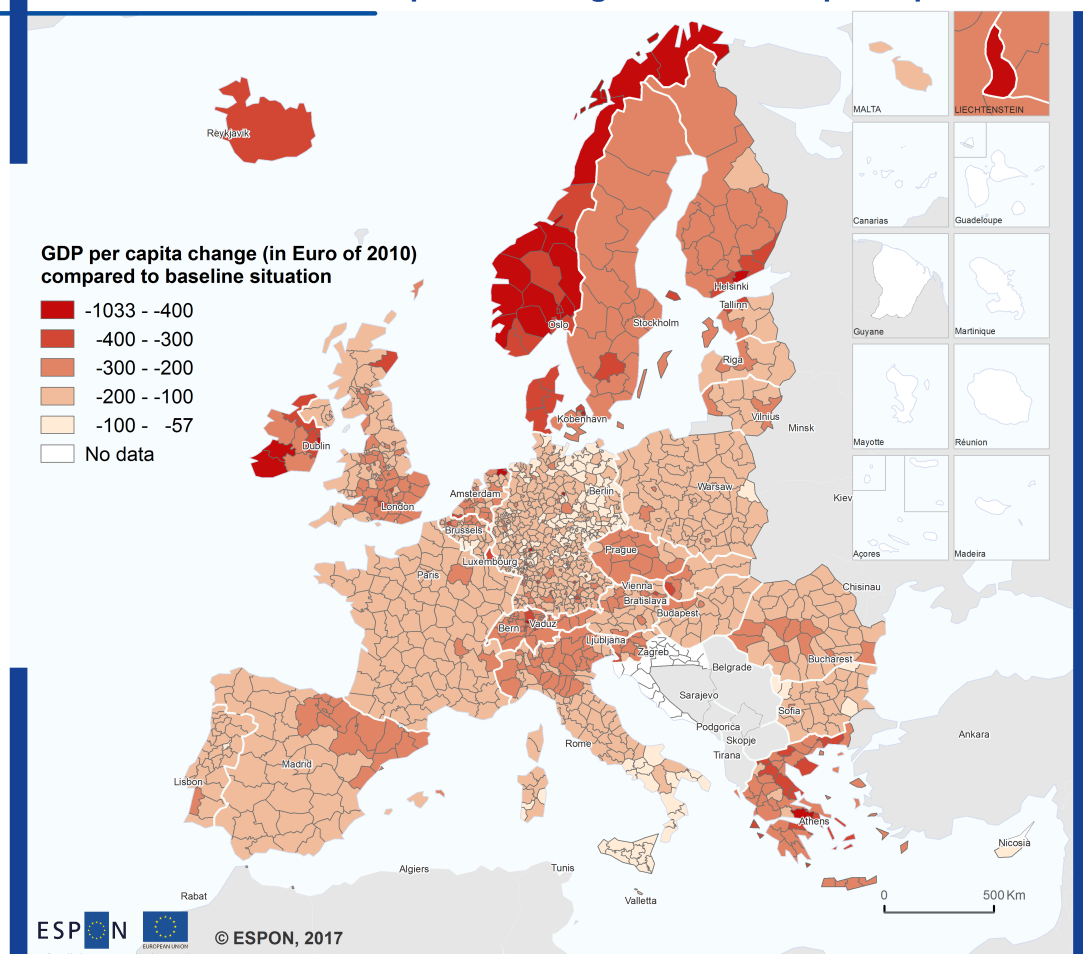 MALTA
LIECHTENSTEIN
Reykjavík
Canarias
Guadeloupe
GDP per capita change (in Euro of 2010)
compared to baseline situation
-1033 - -400
-400 - -300
-300 - -200
-200 - -100
-100 - -57
No data
Helsinki
Tallinn
Oslo
Stockholm
Guyane
Martinique
Riga
København
Vilnius
Minsk
Mayotte
Réunion
Dublin
Amsterdam
Berlin
Warsaw
Kiev
London
Brussels
Luxembourg
Prague
Açores
Madeira
Paris
Vienna
Bratislava
Chisinau
Budapest
Bern
Vaduz
Ljubljana
Zagreb
Bucharest
Belgrade
Sarajevo
Sofia
Podgorica
Skopje
Tirana
Ankara
Rome
Madrid
Lisbon
Athens
Nicosia
Algiers
Tunis
Rabat
Valletta
0
500 Km
ESPON
EUROPEAN UNION
© ESPON, 2017